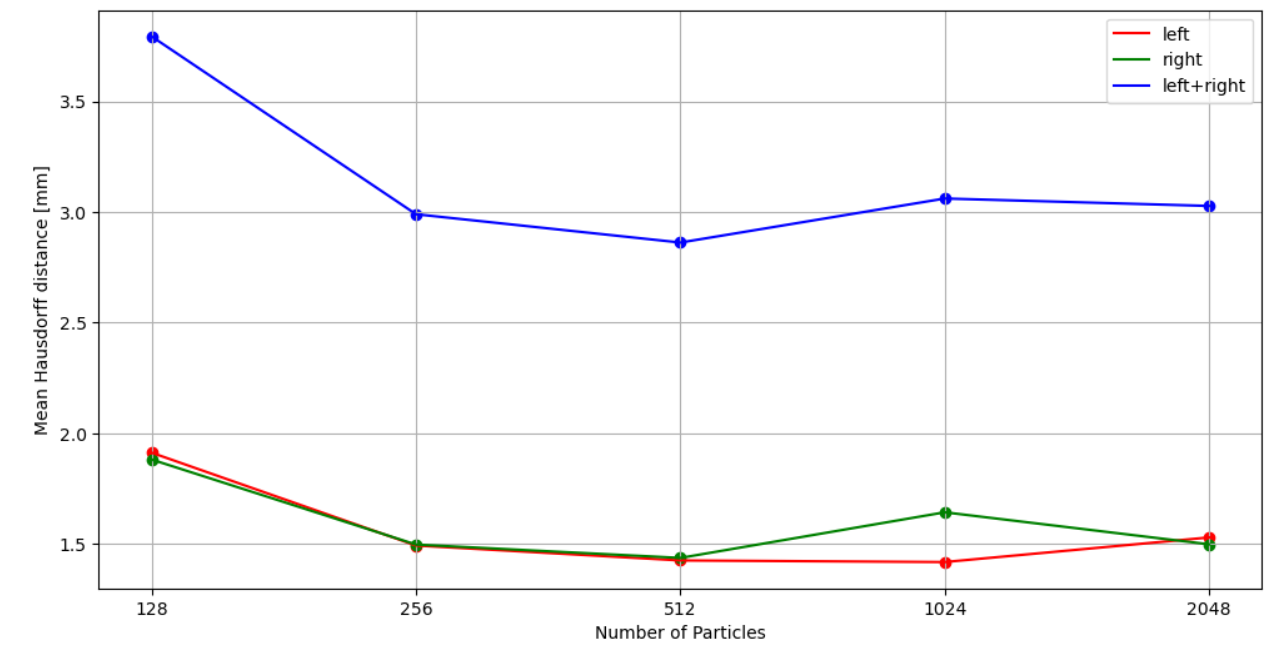 left
right
left+right
3.5
3.0
2.5
2.0
1.5
Mean Hausdorff distance [mm]
128 256 512 1024 2048
Number of Particles